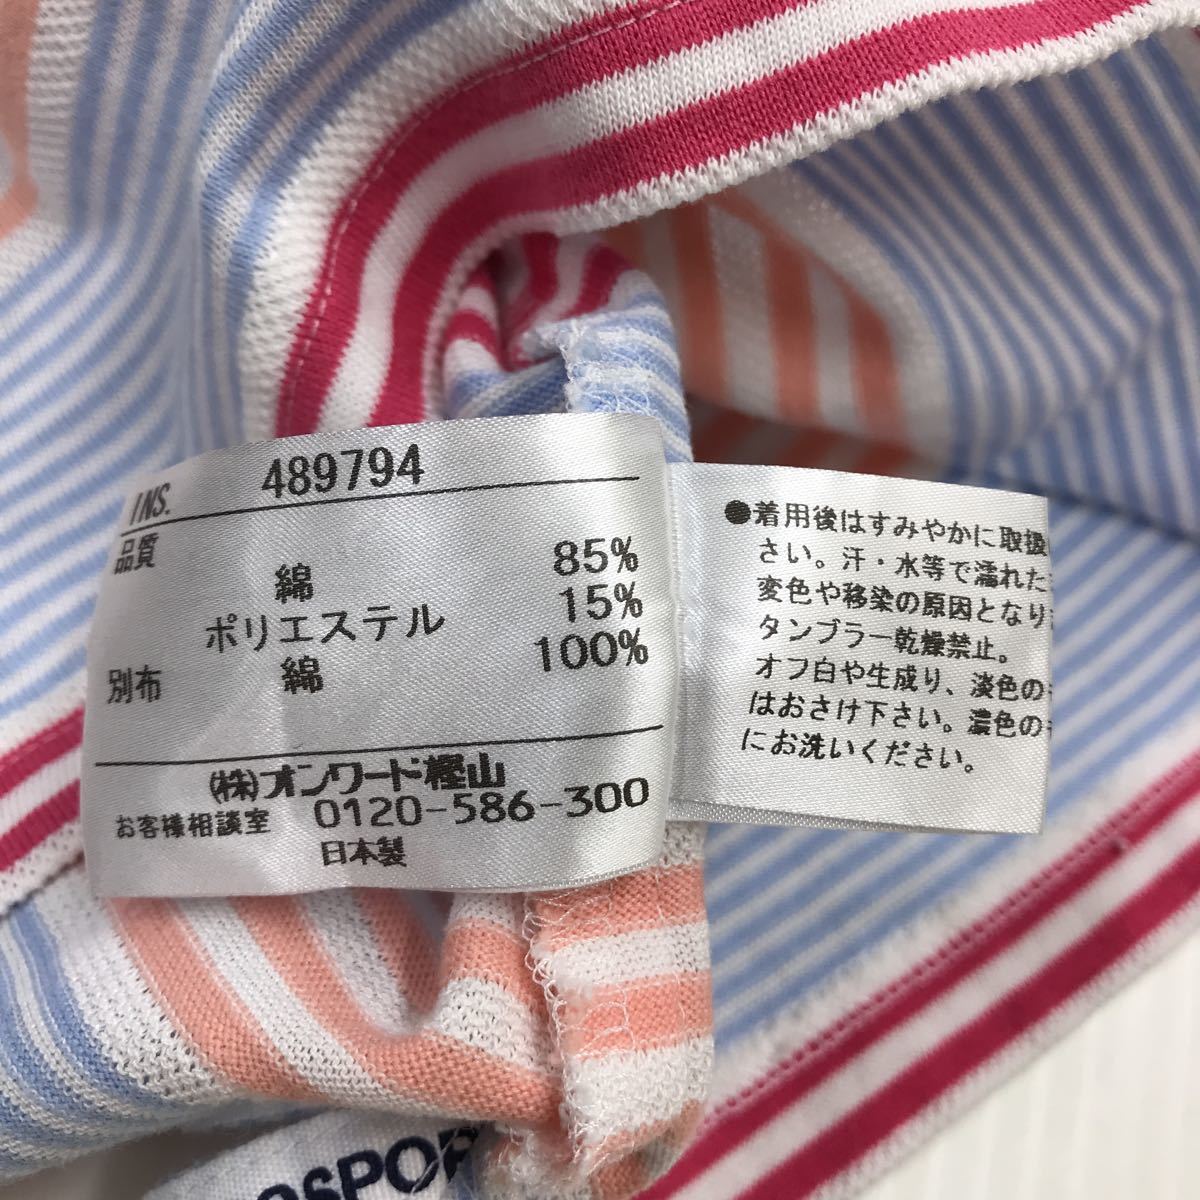 INS. 489794
品質
綿 85%
ポリエステル 15%
別布 綿 100%
(株)オンワード樫山
お客様相談室 0120-586-300
日本製
●着用後はすみやかに取扱
さい。汗・水等で濡れた
変色や移染の原因となり
タンブラー乾燥禁止。
オフ白や生成り、淡色の
はおさけ下さい。濃色の
にお洗いください。